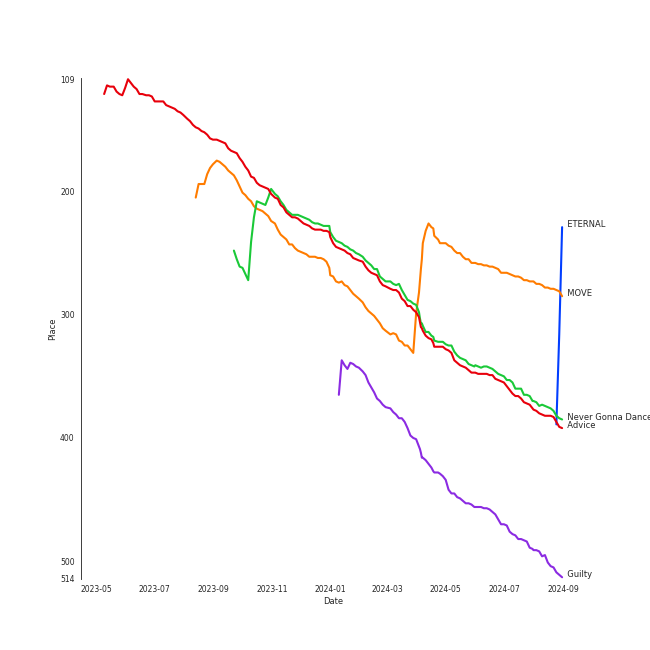 109
200
300
400
500
514
Place
2023-05
2023-07
2023-09
2023-11
2024-01
2024-03
2024-05
2024-07
2024-09
Date
ETERNAL
MOVE
Never Gonna Dance
Advice
Guilty